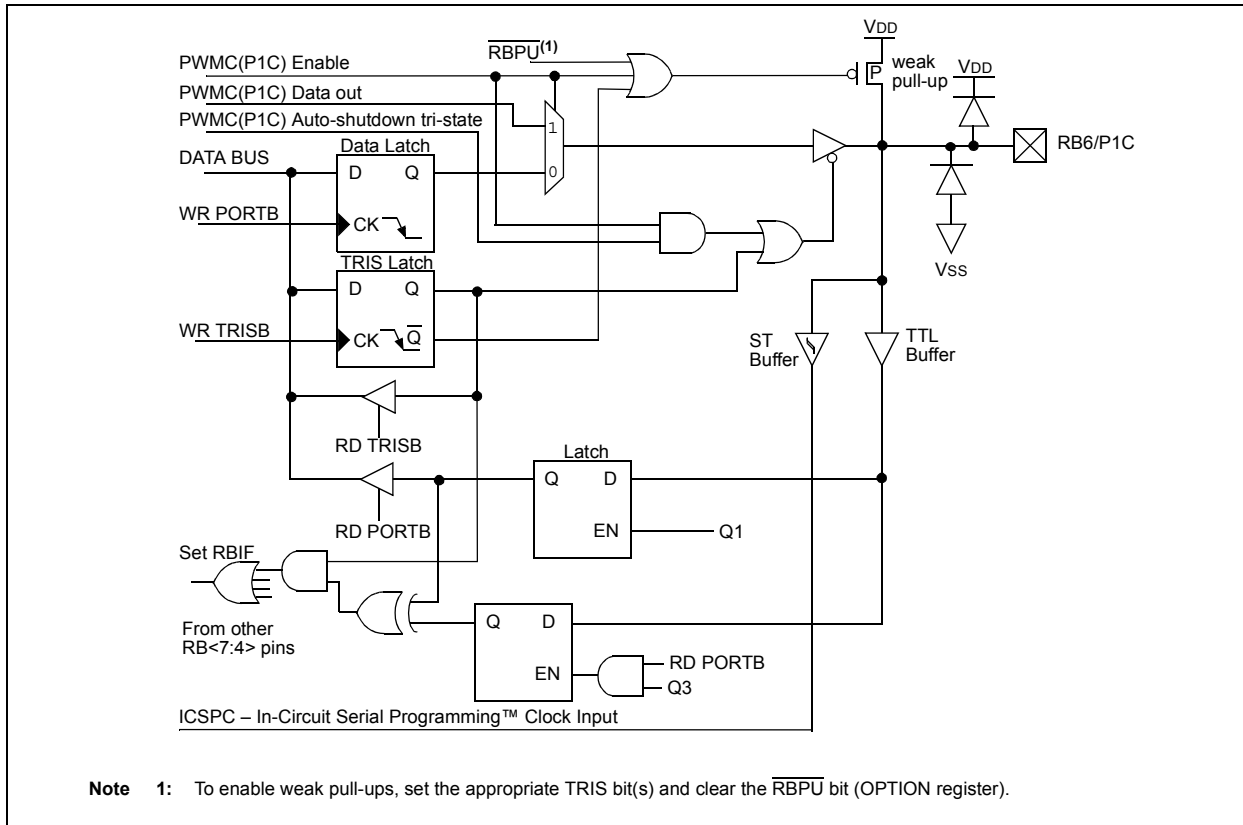 VDD
RBPU(1)
weak
pull-up
VDD
PWMC(P1C) Enable
P
PWMC(P1C) Data out
PWMC(P1C) Auto-shutdown tri-state
1
0
RB6/P1C
Data Latch
DATA BUS
D Q
WR PORTB
CK
VSS
TRIS Latch
D Q
WR TRISB
CK Q
ST
Buffer
TTL
Buffer
RD TRISB
Latch
Q D
RD PORTB
EN
Q1
Set RBIF
From other
RB<7:4> pins
Q D
EN
RD PORTB
Q3
ICSPC – In-Circuit Serial Programming™ Clock Input
Note 1: To enable weak pull-ups, set the appropriate TRIS bit(s) and clear the RBPU bit (OPTION register).